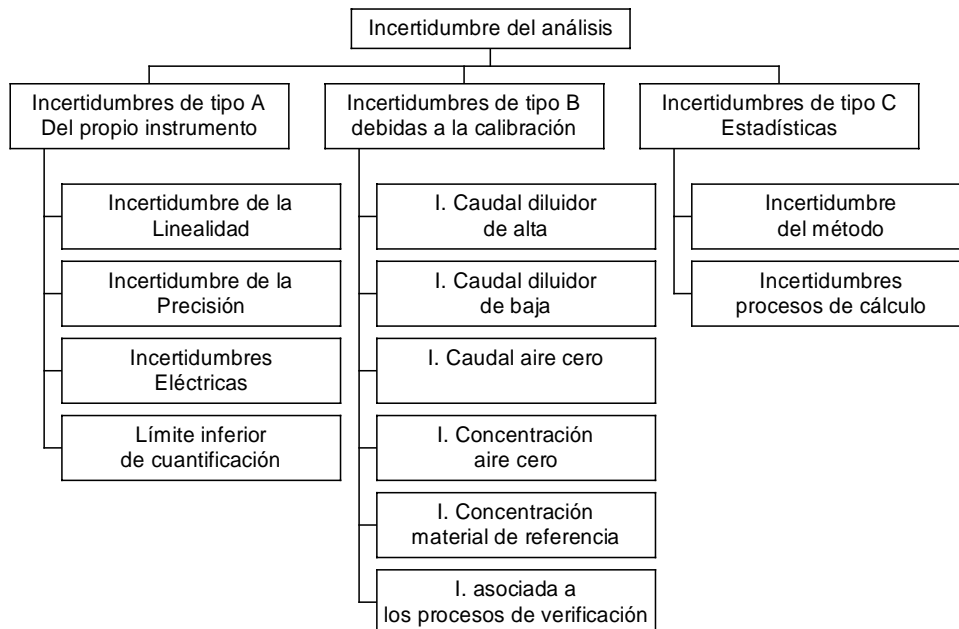 Incertidumbre del análisis
Incertidumbres de tipo A
Del propio instrumento
Incertidumbre de la
Linealidad
Incertidumbre de la
Precisión
Incertidumbres
Eléctricas
Límite inferior
de cuantificación
Incertidumbres de tipo B
debidas a la calibración
I. Caudal diluidor
de alta
I. Caudal diluidor
de baja
I. Caudal aire cero
I. Concentración
aire cero
I. Concentración
material de referencia
I. asociada a
los procesos de verificación
Incertidumbres de tipo C
Estadísticas
Incertidumbre
del método
Incertidumbres
procesos de cálculo